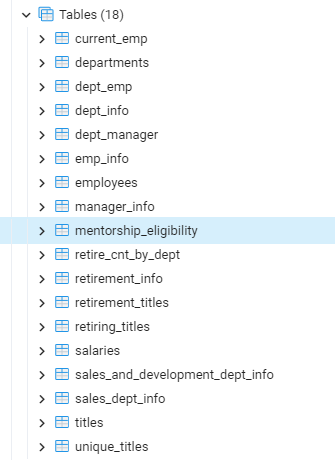 Tables (18)
current_emp
departments
dept_emp
dept_info
dept_manager
emp_info
employees
manager_info
mentorship_eligibility
retire_cnt_by_dept
retirement_info
retirement_titles
retiring_titles
salaries
sales_and_development_dept_info
sales_dept_info
titles
unique_titles